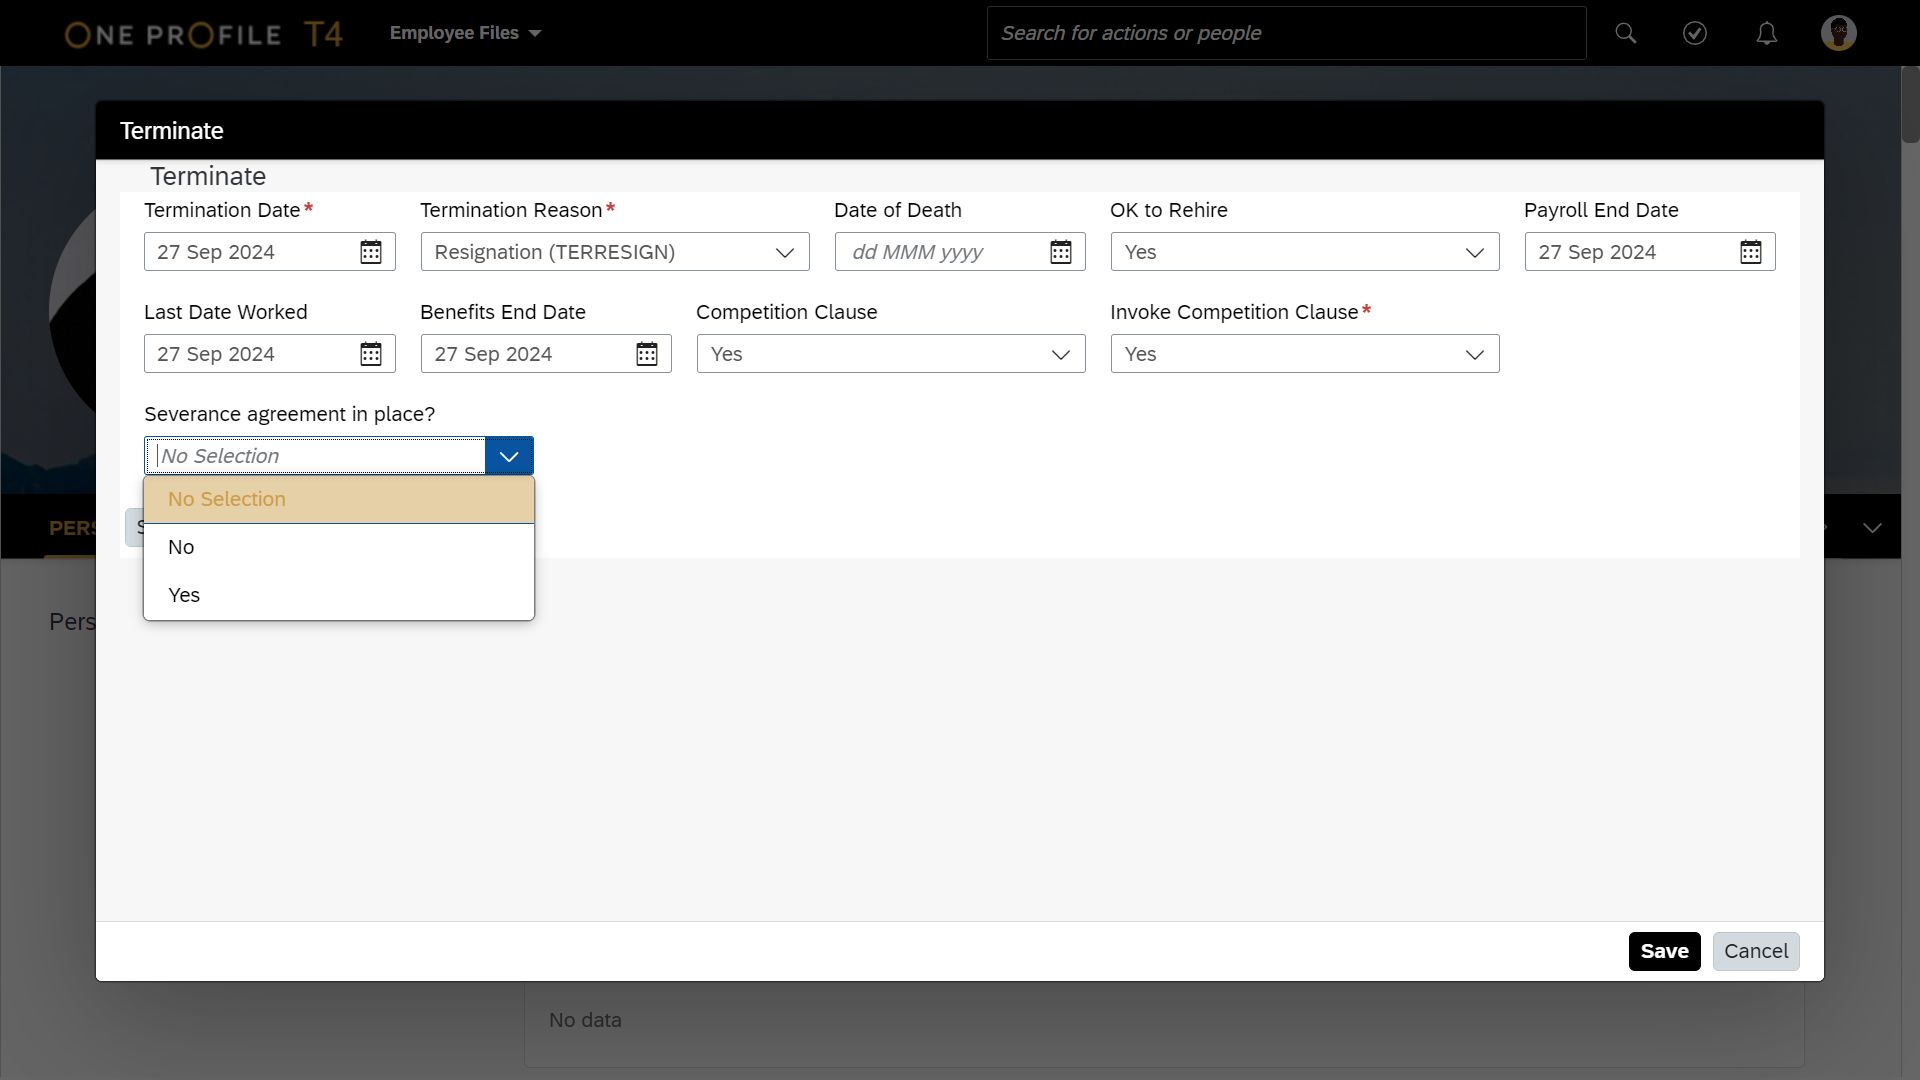 ONE PROFILE T4
Employee Files
Search for actions or people
Terminate
Terminate
Termination Date*
Termination Reason*
Date of Death
OK to Rehire
Payroll End Date
27 Sep 2024
Resignation (TERRESIGN)
dd MMM yyyy
Yes
27 Sep 2024
Last Date Worked
Benefits End Date
Competition Clause
Invoke Competition Clause*
27 Sep 2024
27 Sep 2024
Yes
Yes
Severance agreement in place?
No Selection
No Selection
PERS
S
No
Yes
Pers
Save
Cancel
No data